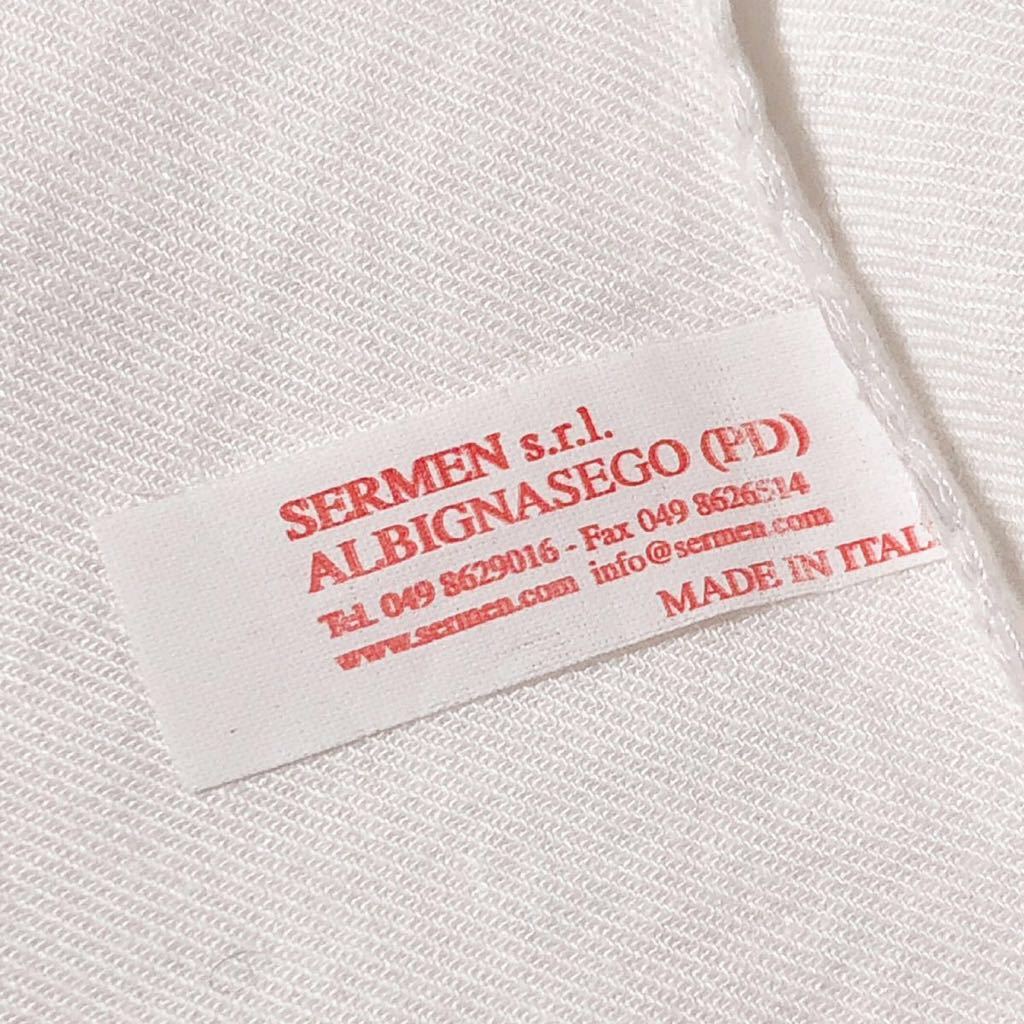 SERMEN s.r.l.
ALBIGNASEGO (PD)
Tel. 049 8629016 - Fax 049 8626514
www.sermen.com info@sermen.com
MADE IN ITAL